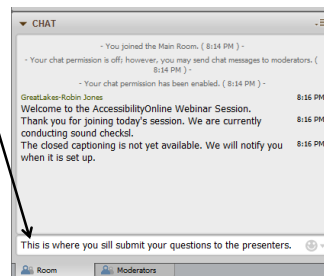 CHAT
- You joined the Main Room. ( 8:14 PM ) -
- Your chat permission is off; however, you may send chat messages to moderators. (
8:14 PM ) -
- Your chat permission has been enabled. ( 8:14 PM ) -
GreatLakes-Robin Jones 8:16 PM
Welcome to the AccessibilityOnline Webinar Session.
Thank you for joining today's session. We are currently 8:16 PM
conducting sound checksl.
The closed captioning is not yet available. We will notify you 8:16 PM
when it is set up.
This is where you sill submit your questions to the presenters.
Room Moderators